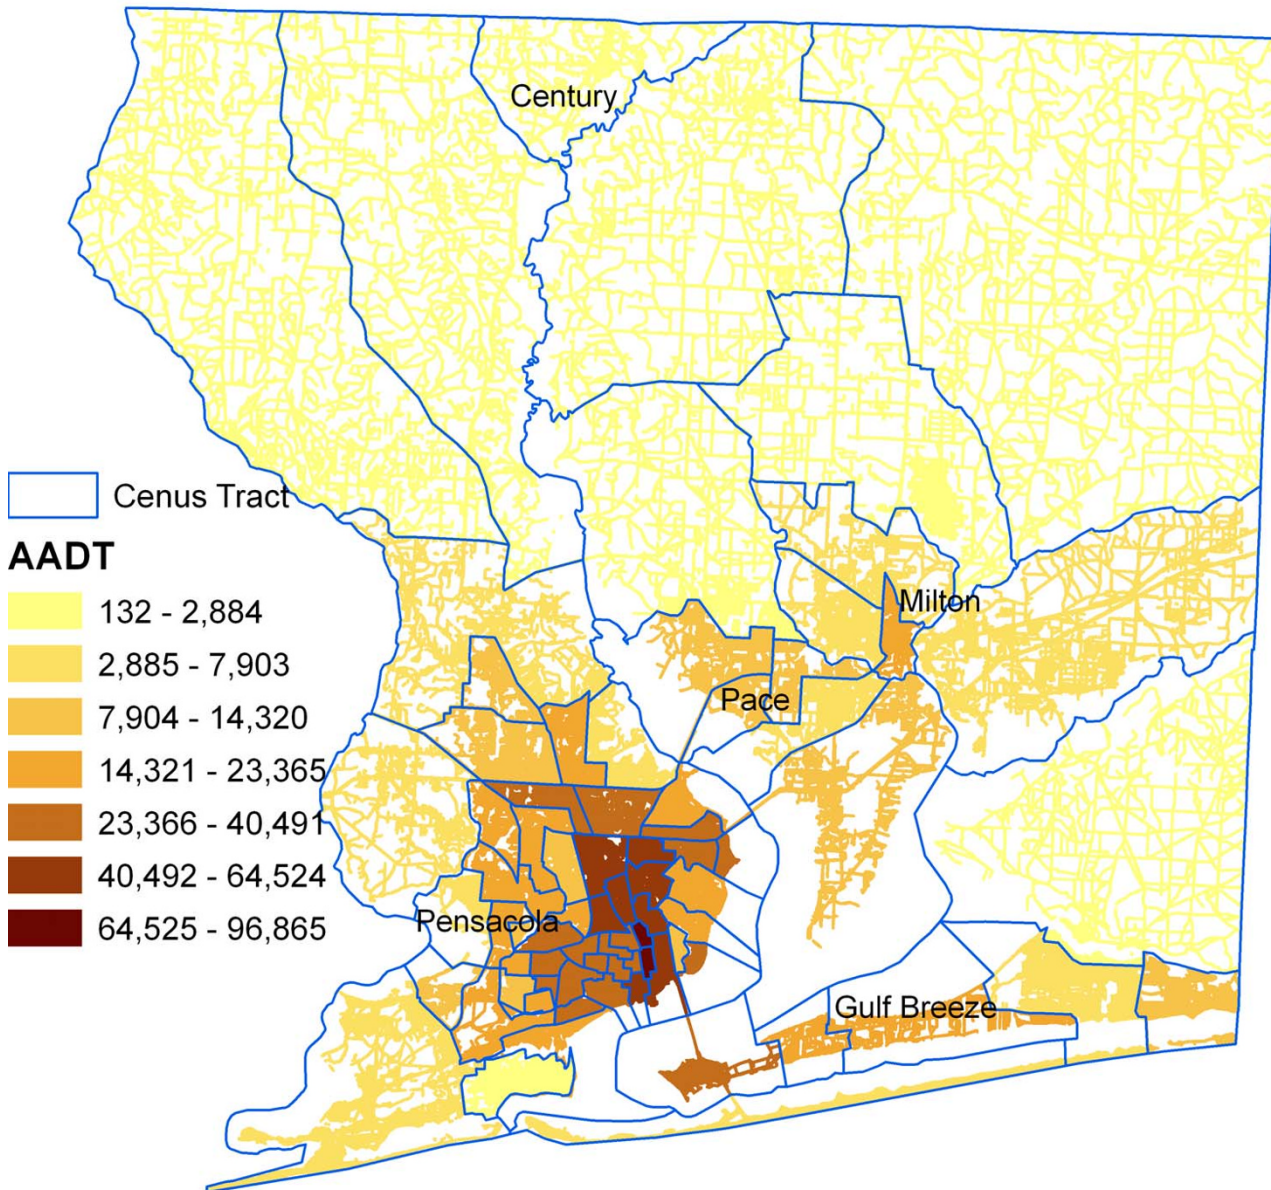 Century
Cenus Tract
AADT
132 - 2,884
2,885 - 7,903
7,904 - 14,320
14,321 - 23,365
23,366 - 40,491
40,492 - 64,524
64,525 - 96,865
Milton
Pace
Pensacola
Gulf Breeze